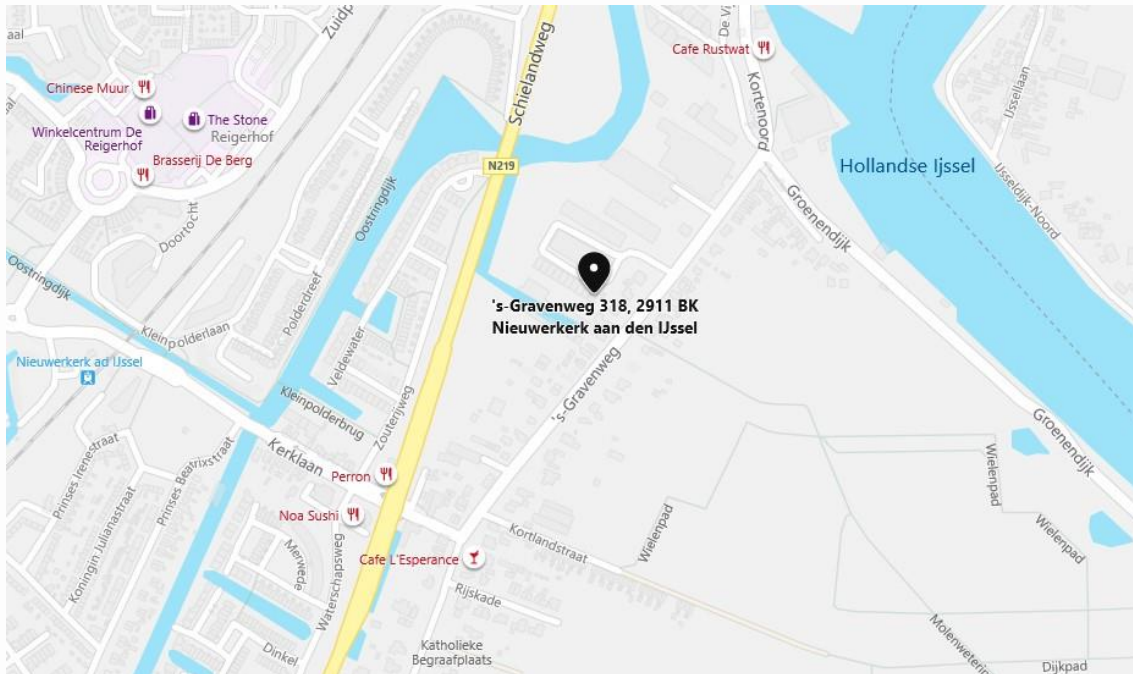 Zuidp
De Vij
Cafe Rustwat
Kortenoord
IJssellaan
aal
Chinese Muur
Schielandweg
The Stone
Winkelcentrum De
Reigerhof
Reigerhof
Brasserij De Berg
N219
Hollandse Ijssel
IJsseldijk-Noord
Oostringdijk
Groenendijk
Doortocht
Oostringdijk
Polderdreef
's-Gravenweg 318, 2911 BK
Nieuwerkerk aan den IJssel
Kleinpolderlaan
Veldewater
Nieuwerkerk ad IJssel
Kleinpolderbrug
Zouterijweg
's-Gravenweg
Groenendijk
Kerklaan
Prinses Irenestraat
Prinses Beatrixstraat
Koningin Julianastraat
Perron
Wielenpad
Noa Sushi
Kortlandstraat
Wielenpad
Wielenpad
Merwede
Waterschapsweg
Cafe L'Esperance
Rijskade
Molenwetering
Dinkel
Katholieke
Begraafplaats
Dijkpad